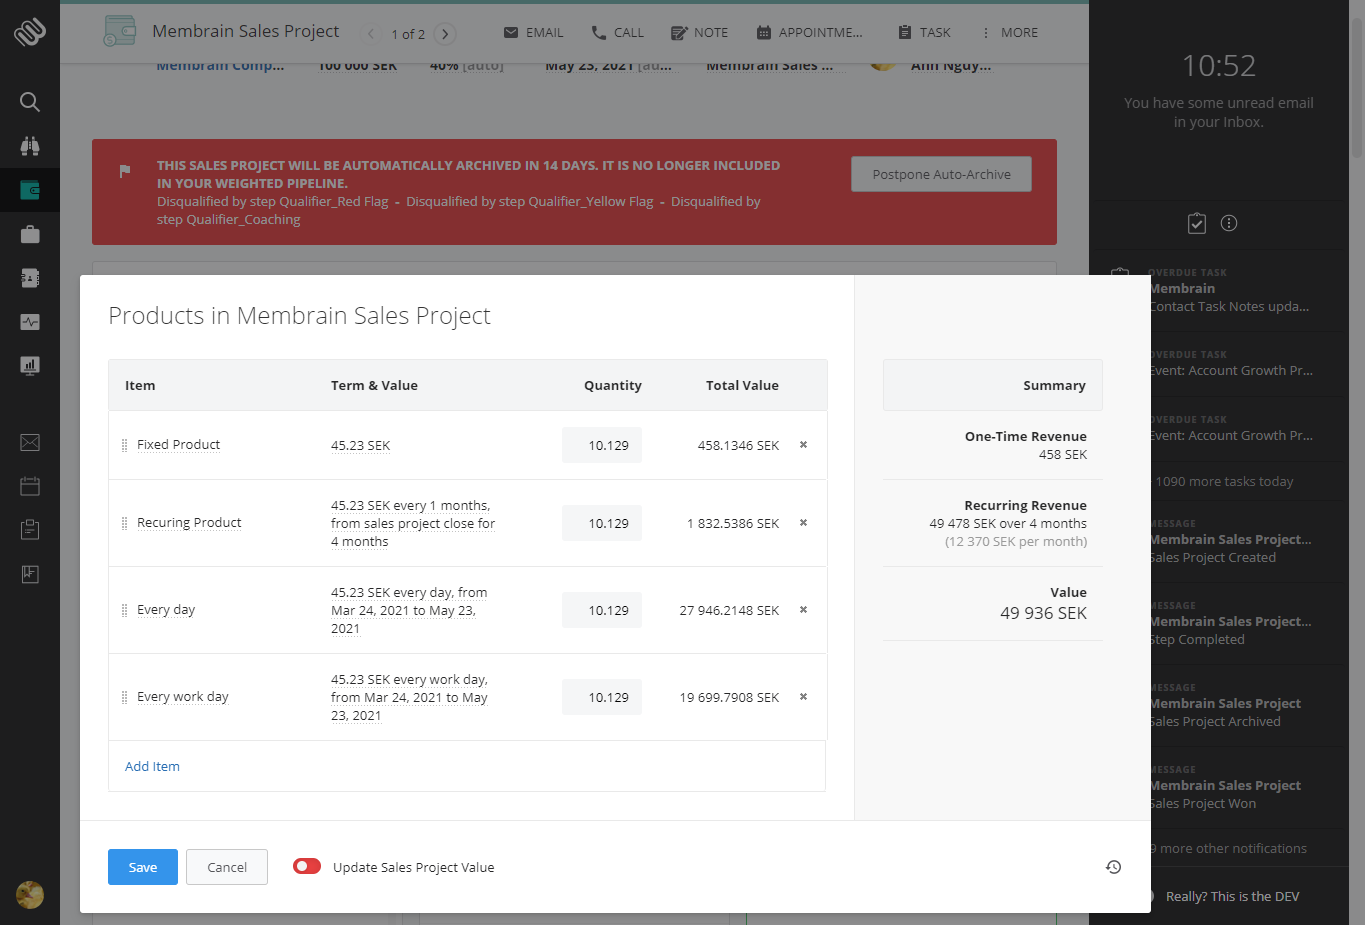 Membrain Sales Project
1 of 2
EMAIL
CALL
NOTE
APPOINTME...
TASK
MORE
Membrain Comp...
100 000 SEK
40% [auto]
May 23, 2021 [au...
Membrain Sales ...
Ann Nguy...
THIS SALES PROJECT WILL BE AUTOMATICALLY ARCHIVED IN 14 DAYS. IT IS NO LONGER INCLUDED
IN YOUR WEIGHTED PIPELINE.
Disqualified by step Qualifier_Red Flag - Disqualified by step Qualifier_Yellow Flag - Disqualified by
step Qualifier_Coaching
Postpone Auto-Archive
Products in Membrain Sales Project
Item
Term & Value
Quantity
Total Value
Fixed Product
45.23 SEK
10.129
458.1346 SEK
Recuring Product
45.23 SEK every 1 months,
from sales project close for
4 months
10.129
1 832.5386 SEK
Every day
45.23 SEK every day, from
Mar 24, 2021 to May 23,
2021
10.129
27 946.2148 SEK
Every work day
45.23 SEK every work day,
from Mar 24, 2021 to May
23, 2021
10.129
19 699.7908 SEK
Add Item
Summary
One-Time Revenue
458 SEK
Recurring Revenue
49 478 SEK over 4 months
(12 370 SEK per month)
Value
49 936 SEK
Save
Cancel
Update Sales Project Value
10:52
You have some unread email
in your Inbox.
OVERDUE TASK
Membrain
Contact Task Notes upda...
OVERDUE TASK
Event: Account Growth Pr...
OVERDUE TASK
Event: Account Growth Pr...
1090 more tasks today
MESSAGE
Membrain Sales Project...
Sales Project Created
MESSAGE
Membrain Sales Project...
Step Completed
MESSAGE
Membrain Sales Project
Sales Project Archived
MESSAGE
Membrain Sales Project
Sales Project Won
9 more other notifications
Really? This is the DEV